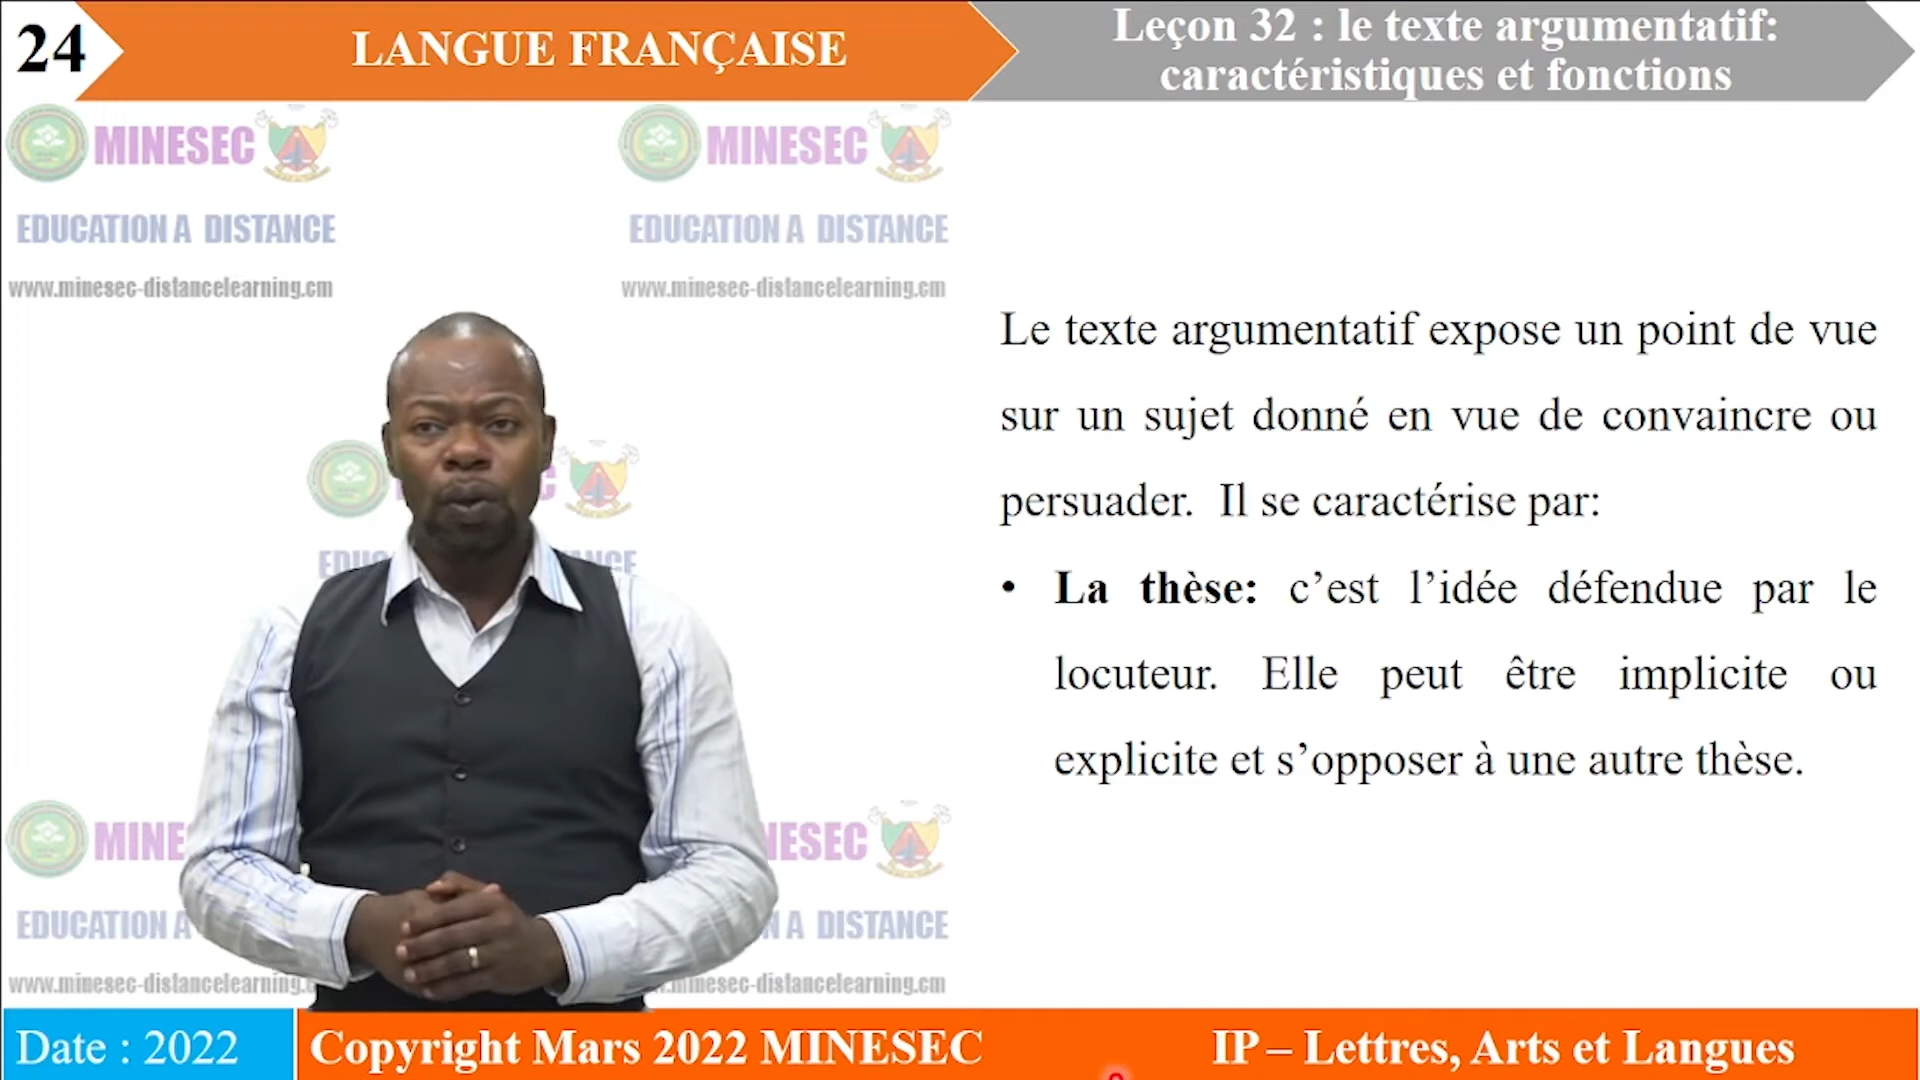 24
LANGUE FRANÇAISE
Leçon 32 : le texte argumentatif:
caractéristiques et fonctions
MINESEC
MINESEC
EDUCATION A DISTANCE
EDUCATION A DISTANCE
www.minesec-distancelearning.cm
www.minesec-distancelearning.cm
Le texte argumentatif expose un point de vue
sur un sujet donné en vue de convaincre ou
persuader. Il se caractérise par:
• La thèse: c’est l’idée défendue par le
locuteur. Elle peut être implicite ou
explicite et s’opposer à une autre thèse.
MINE
NESEC
EDUCATION A
N A DISTANCE
www.minesec-distancelearning.
minesec-distancelearning.cm
Date : 2022
Copyright Mars 2022 MINESEC
IP – Lettres, Arts et Langues